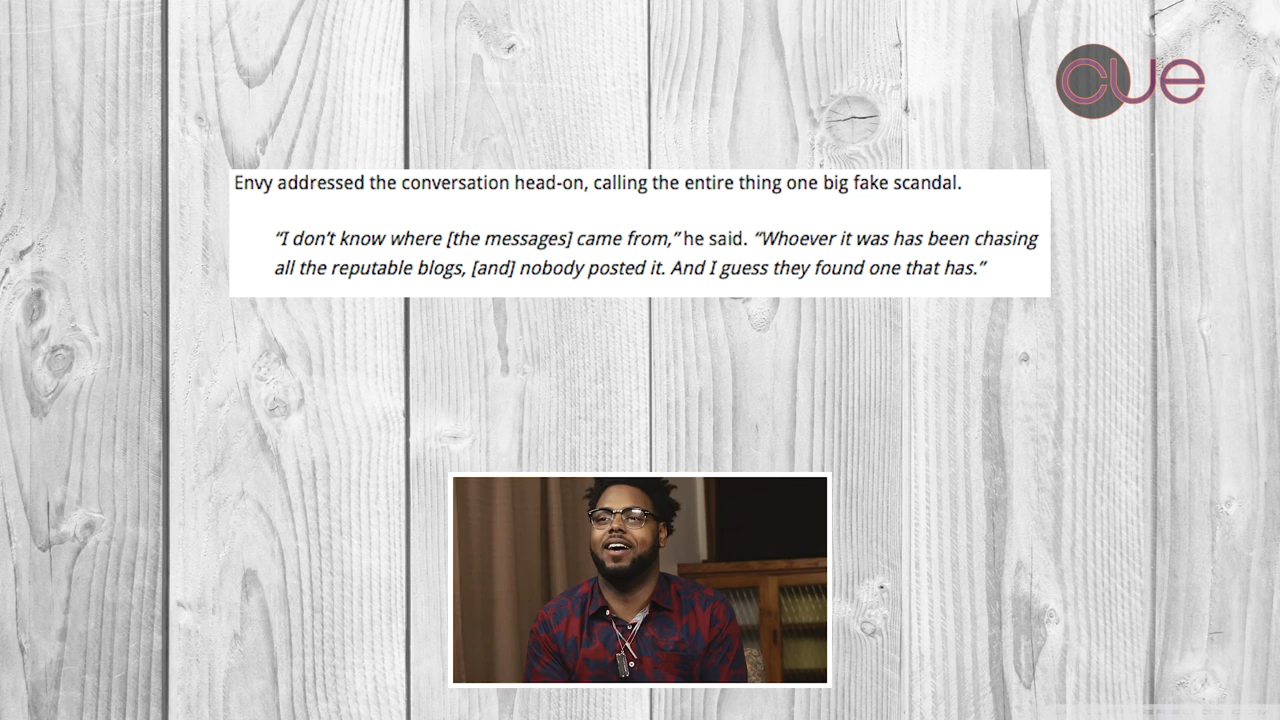 cue
Envy addressed the conversation head-on, calling the entire thing one big fake scandal.
“I don’t know where [the messages] came from,” he said. “Whoever it was has been chasing
all the reputable blogs, [and] nobody posted it. And I guess they found one that has.”